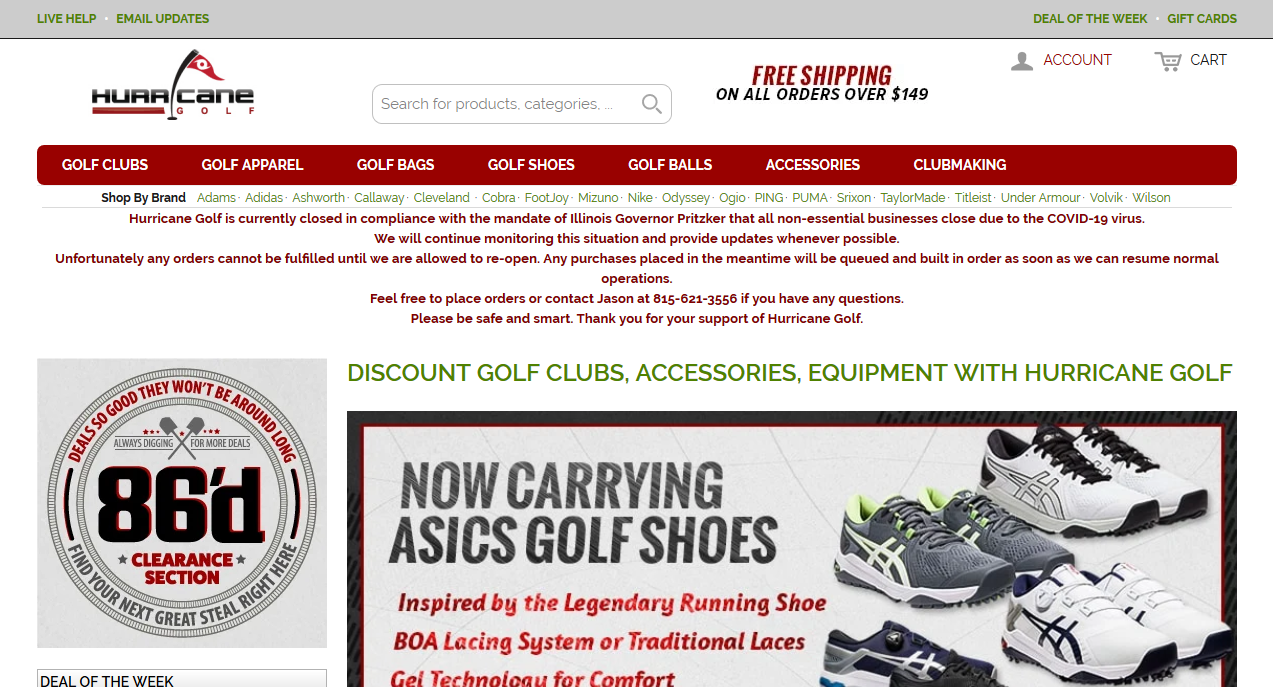 LIVE HELP • EMAIL UPDATES
DEAL OF THE WEEK • GIFT CARDS
HURRICANE
GOLF
Search for products, categories, ...
FREE SHIPPING
ON ALL ORDERS OVER $149
ACCOUNT
CART
GOLF CLUBS GOLF APPAREL GOLF BAGS GOLF SHOES GOLF BALLS ACCESSORIES CLUBMAKING
Shop By Brand Adams · Adidas · Ashworth · Callaway · Cleveland · Cobra · FootJoy · Mizuno · Nike · Odyssey · Ogio · PING · PUMA · Srixon · TaylorMade · Titleist · Under Armour · Volvik · Wilson
Hurricane Golf is currently closed in compliance with the mandate of Illinois Governor Pritzker that all non-essential businesses close due to the COVID-19 virus.
We will continue monitoring this situation and provide updates whenever possible.
Unfortunately any orders cannot be fulfilled until we are allowed to re-open. Any purchases placed in the meantime will be queued and built in order as soon as we can resume normal
operations.
Feel free to place orders or contact Jason at 815-621-3556 if you have any questions.
Please be safe and smart. Thank you for your support of Hurricane Golf.
DEALS SO GOOD THEY WON'T BE AROUND LONG
ALWAYS DIGGING FOR MORE DEALS
86'd
CLEARANCE
SECTION
FIND YOUR NEXT GREAT STEAL RIGHT HERE
DEAL OF THE WEEK
DISCOUNT GOLF CLUBS, ACCESSORIES, EQUIPMENT WITH HURRICANE GOLF
NOW CARRYING
ASICS GOLF SHOES
Inspired by the Legendary Running Shoe
BOA Lacing System or Traditional Laces
Gel Technology for Comfort